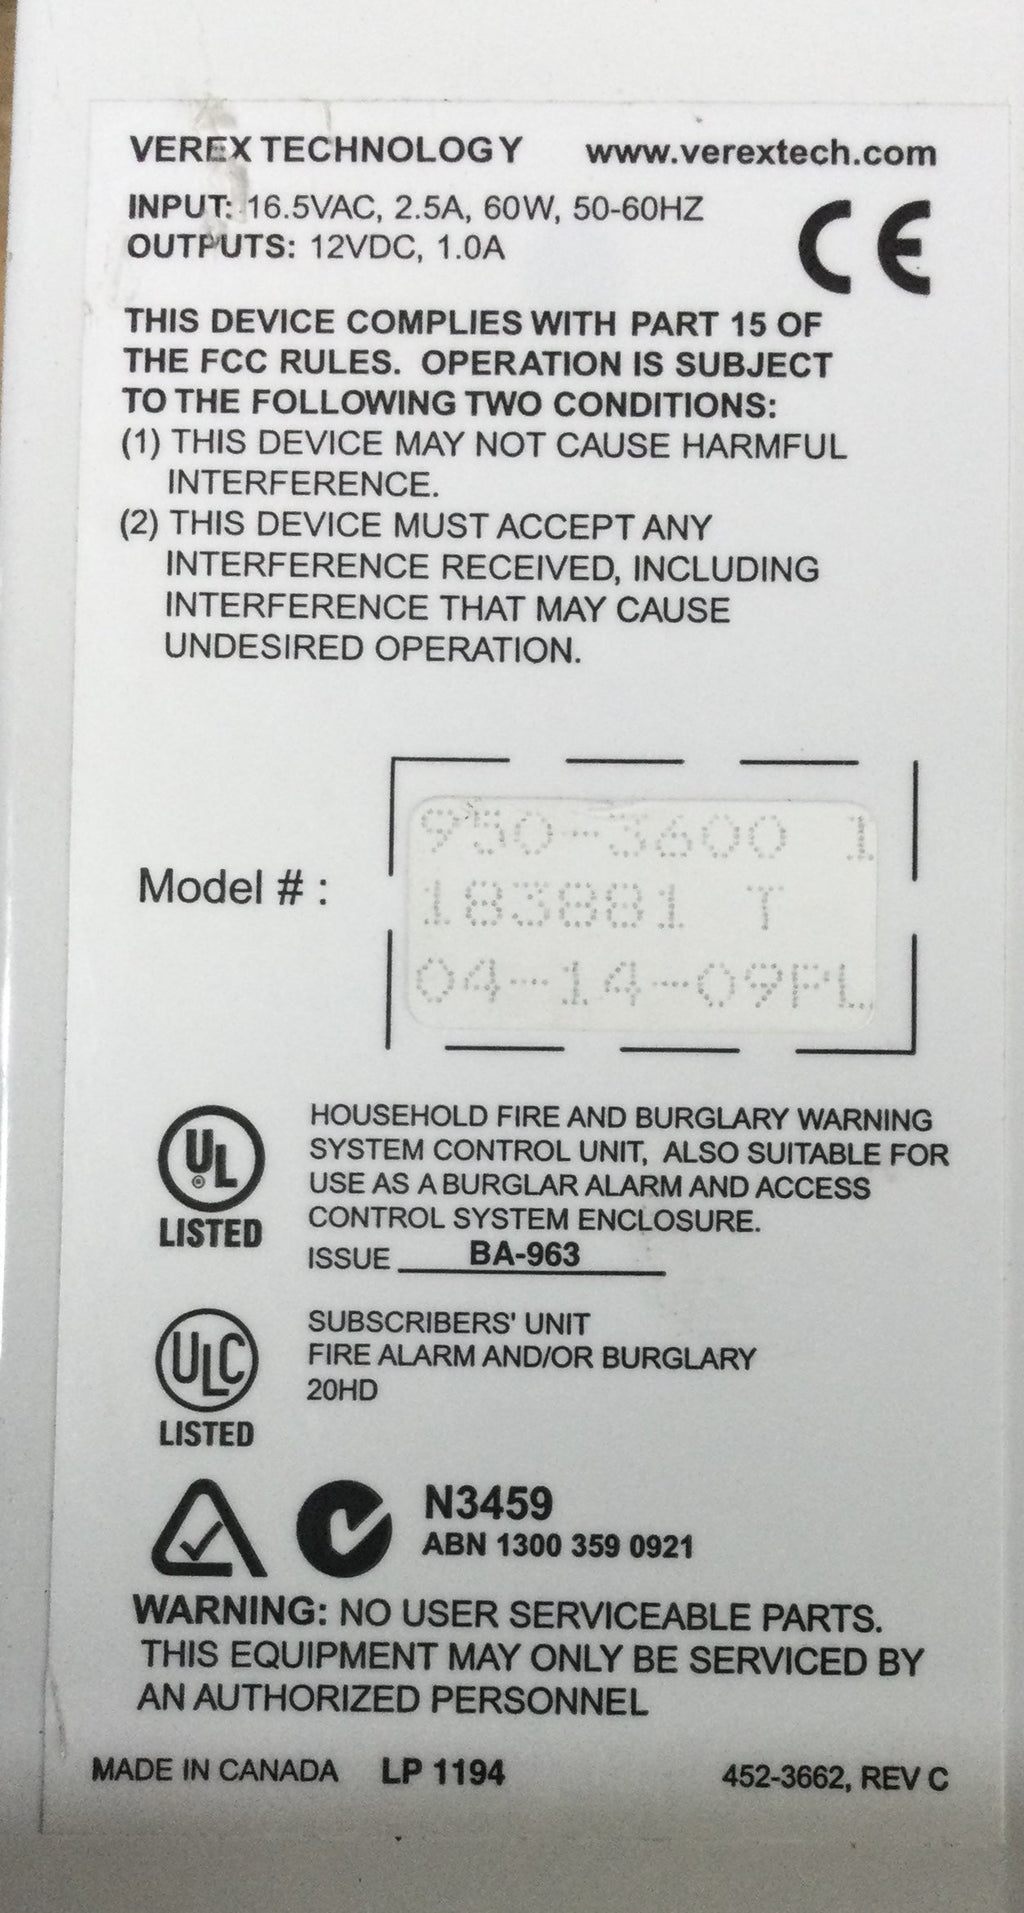 VEREX TECHNOLOGY www.verextech.com
INPUT: 16.5VAC, 2.5A, 60W, 50-60HZ
OUTPUTS: 12VDC, 1.0A
CE
THIS DEVICE COMPLIES WITH PART 15 OF
THE FCC RULES. OPERATION IS SUBJECT
TO THE FOLLOWING TWO CONDITIONS:
(1) THIS DEVICE MAY NOT CAUSE HARMFUL
INTERFERENCE.
(2) THIS DEVICE MUST ACCEPT ANY
INTERFERENCE RECEIVED, INCLUDING
INTERFERENCE THAT MAY CAUSE
UNDESIRED OPERATION.
950-3600 1
Model # : 183881 T
04-14-09PL
UL ® LISTED
HOUSEHOLD FIRE AND BURGLARY WARNING
SYSTEM CONTROL UNIT, ALSO SUITABLE FOR
USE AS A BURGLAR ALARM AND ACCESS
CONTROL SYSTEM ENCLOSURE.
ISSUE BA-963
ULC LISTED
SUBSCRIBERS' UNIT
FIRE ALARM AND/OR BURGLARY
20HD
N3459
ABN 1300 359 0921
WARNING: NO USER SERVICEABLE PARTS.
THIS EQUIPMENT MAY ONLY BE SERVICED BY
AN AUTHORIZED PERSONNEL
MADE IN CANADA LP 1194 452-3662, REV C